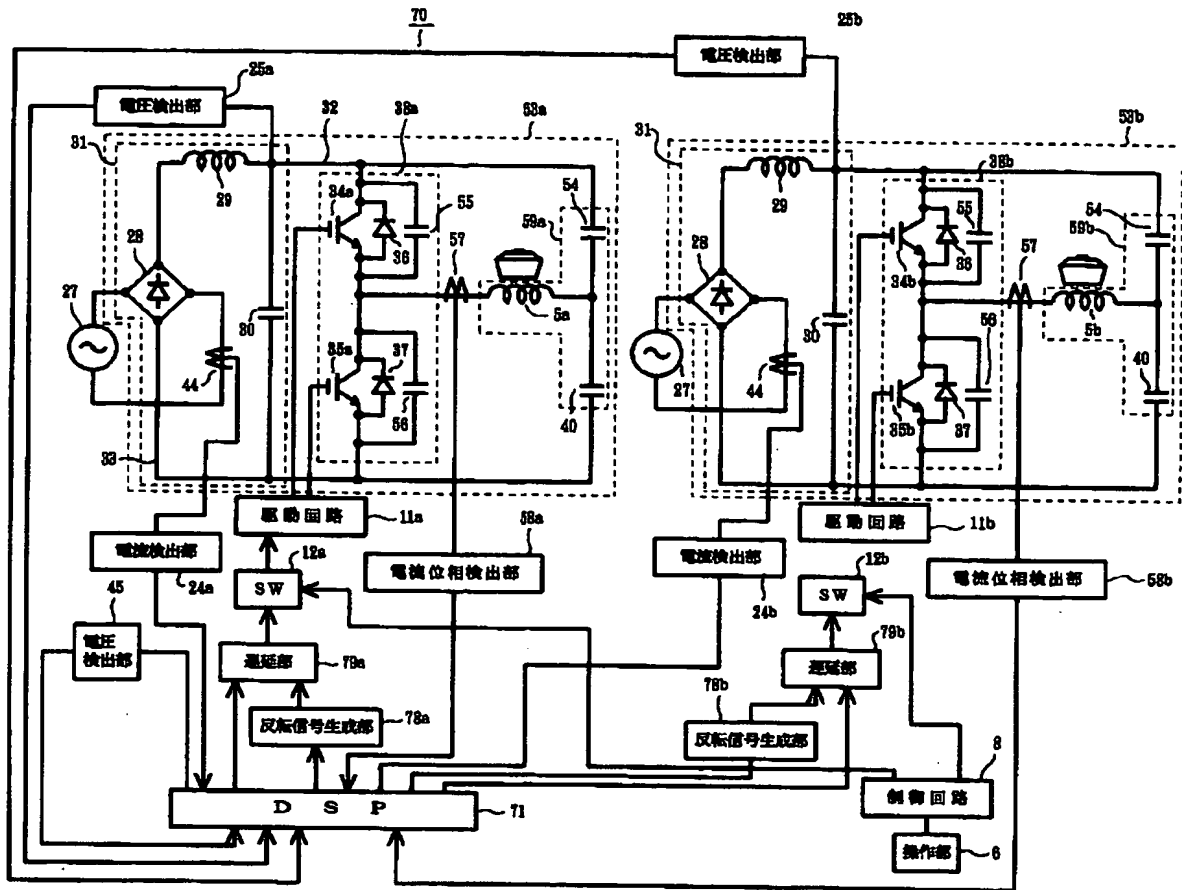 70
25b
電圧検出部
25a
電圧検出部
31
32
38a
53a
31
53b
38b
29
34a
55
54
59a
36
57
28
27
30
5a
44
35a
37
56
40
33
29
34b
55
36
54
59b
57
28
27
30
5b
44
35b
37
56
40
駆動回路
11a
58a
駆動回路
11b
電流検出部
24a
12a
SW
電流位相検出部
電流検出部
24b
12b
SW
電流位相検出部
58b
45
電圧
検出部
遅延部
79a
79b
遅延部
78a
反転信号生成部
78b
反転信号生成部
8
制御回路
DSP
71
操作部
6